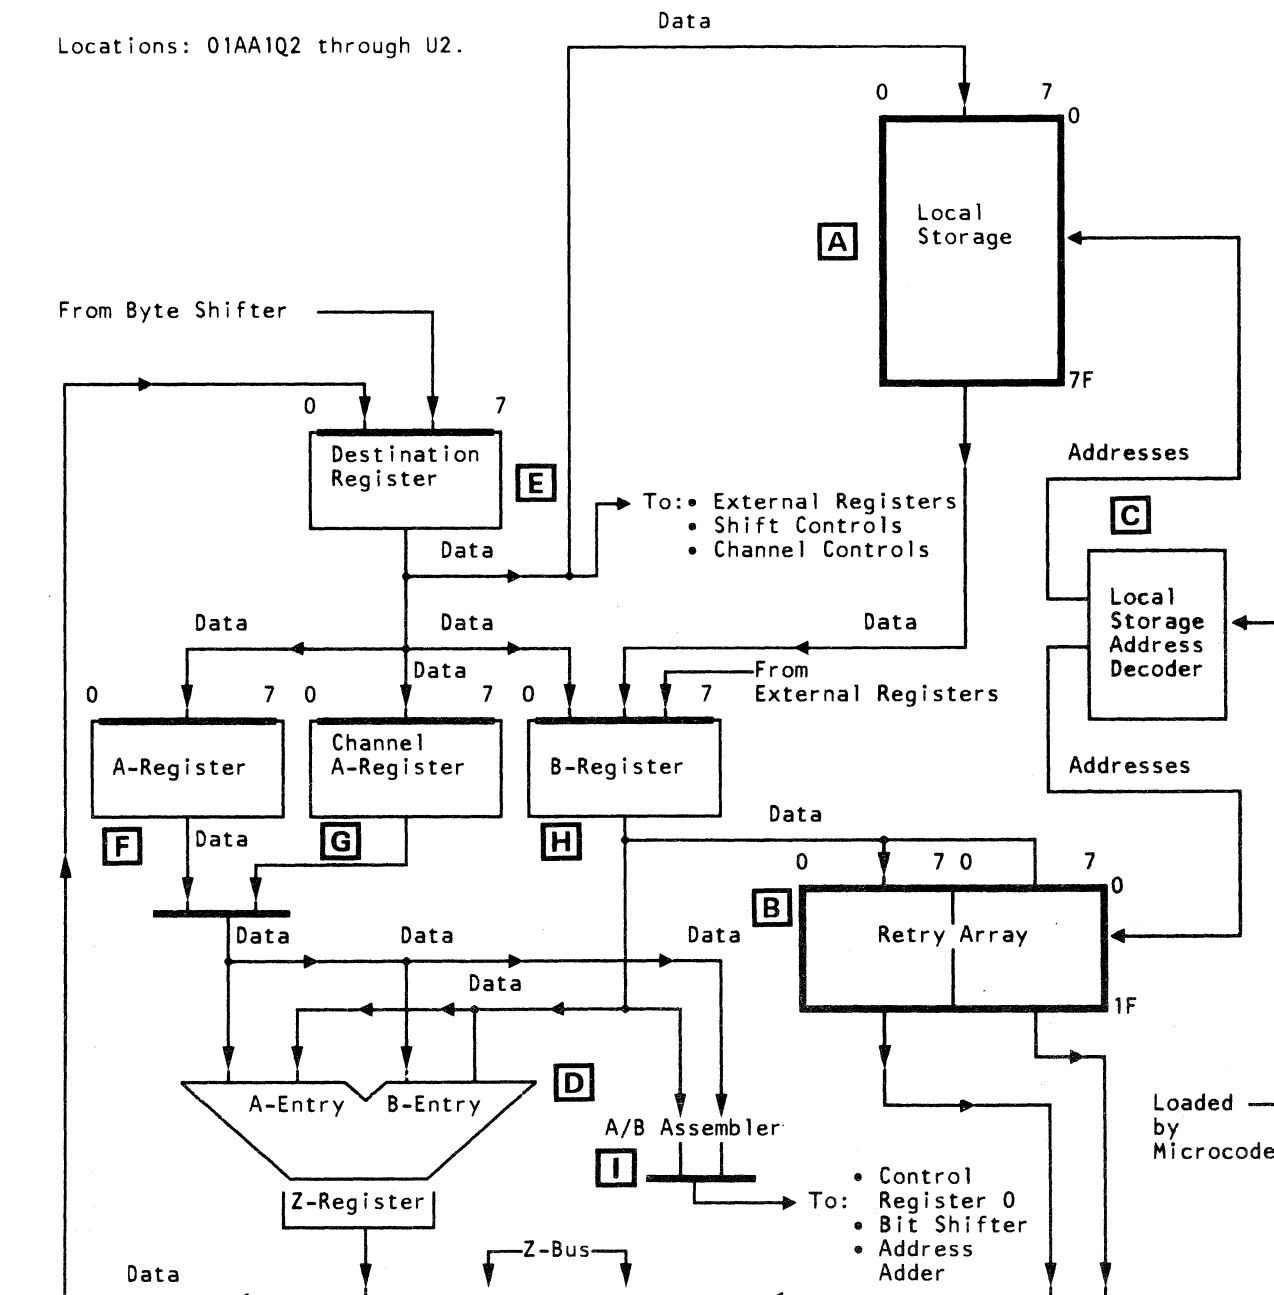 Data
Locations: 01AA1Q2 through U2.
0 7
0
Local
Storage
A
From Byte Shifter
7F
0 7
Destination
Register
E
Addresses
To: • External Registers
• Shift Controls
• Channel Controls
C
Data
Local
Storage
Address
Decoder
Data
Data
Data
Data
From
External Registers
0 7
0 7
0 7
Channel
A-Register
A-Register
B-Register
Addresses
F
Data
G
H
Data
0 7 0 7
0
B
Retry Array
Data
Data
Data
Data
1F
D
A-Entry
B-Entry
Loaded
by
Microcode
A/B Assembler
I
Z-Register
To:
• Control
Register 0
• Bit Shifter
• Address
Adder
Z-Bus
Data